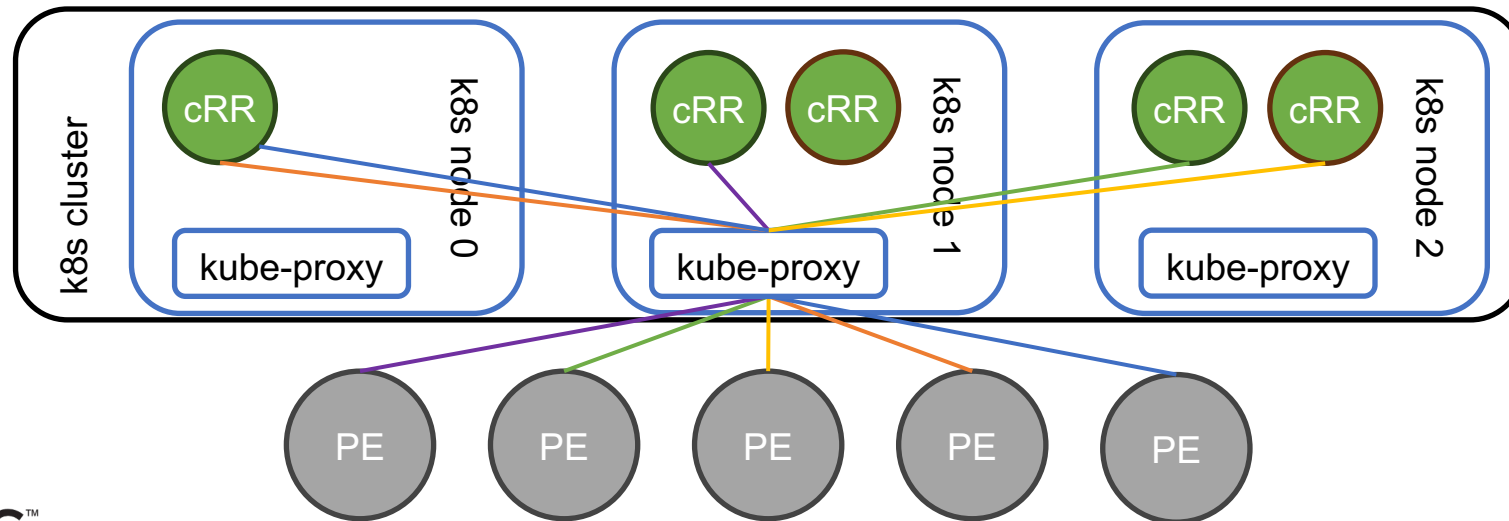 k8s cluster
cRR
k8s node 0
kube-proxy
cRR
cRR
k8s node 1
kube-proxy
cRR
cRR
k8s node 2
kube-proxy
PE
PE
PE
PE
PE
™